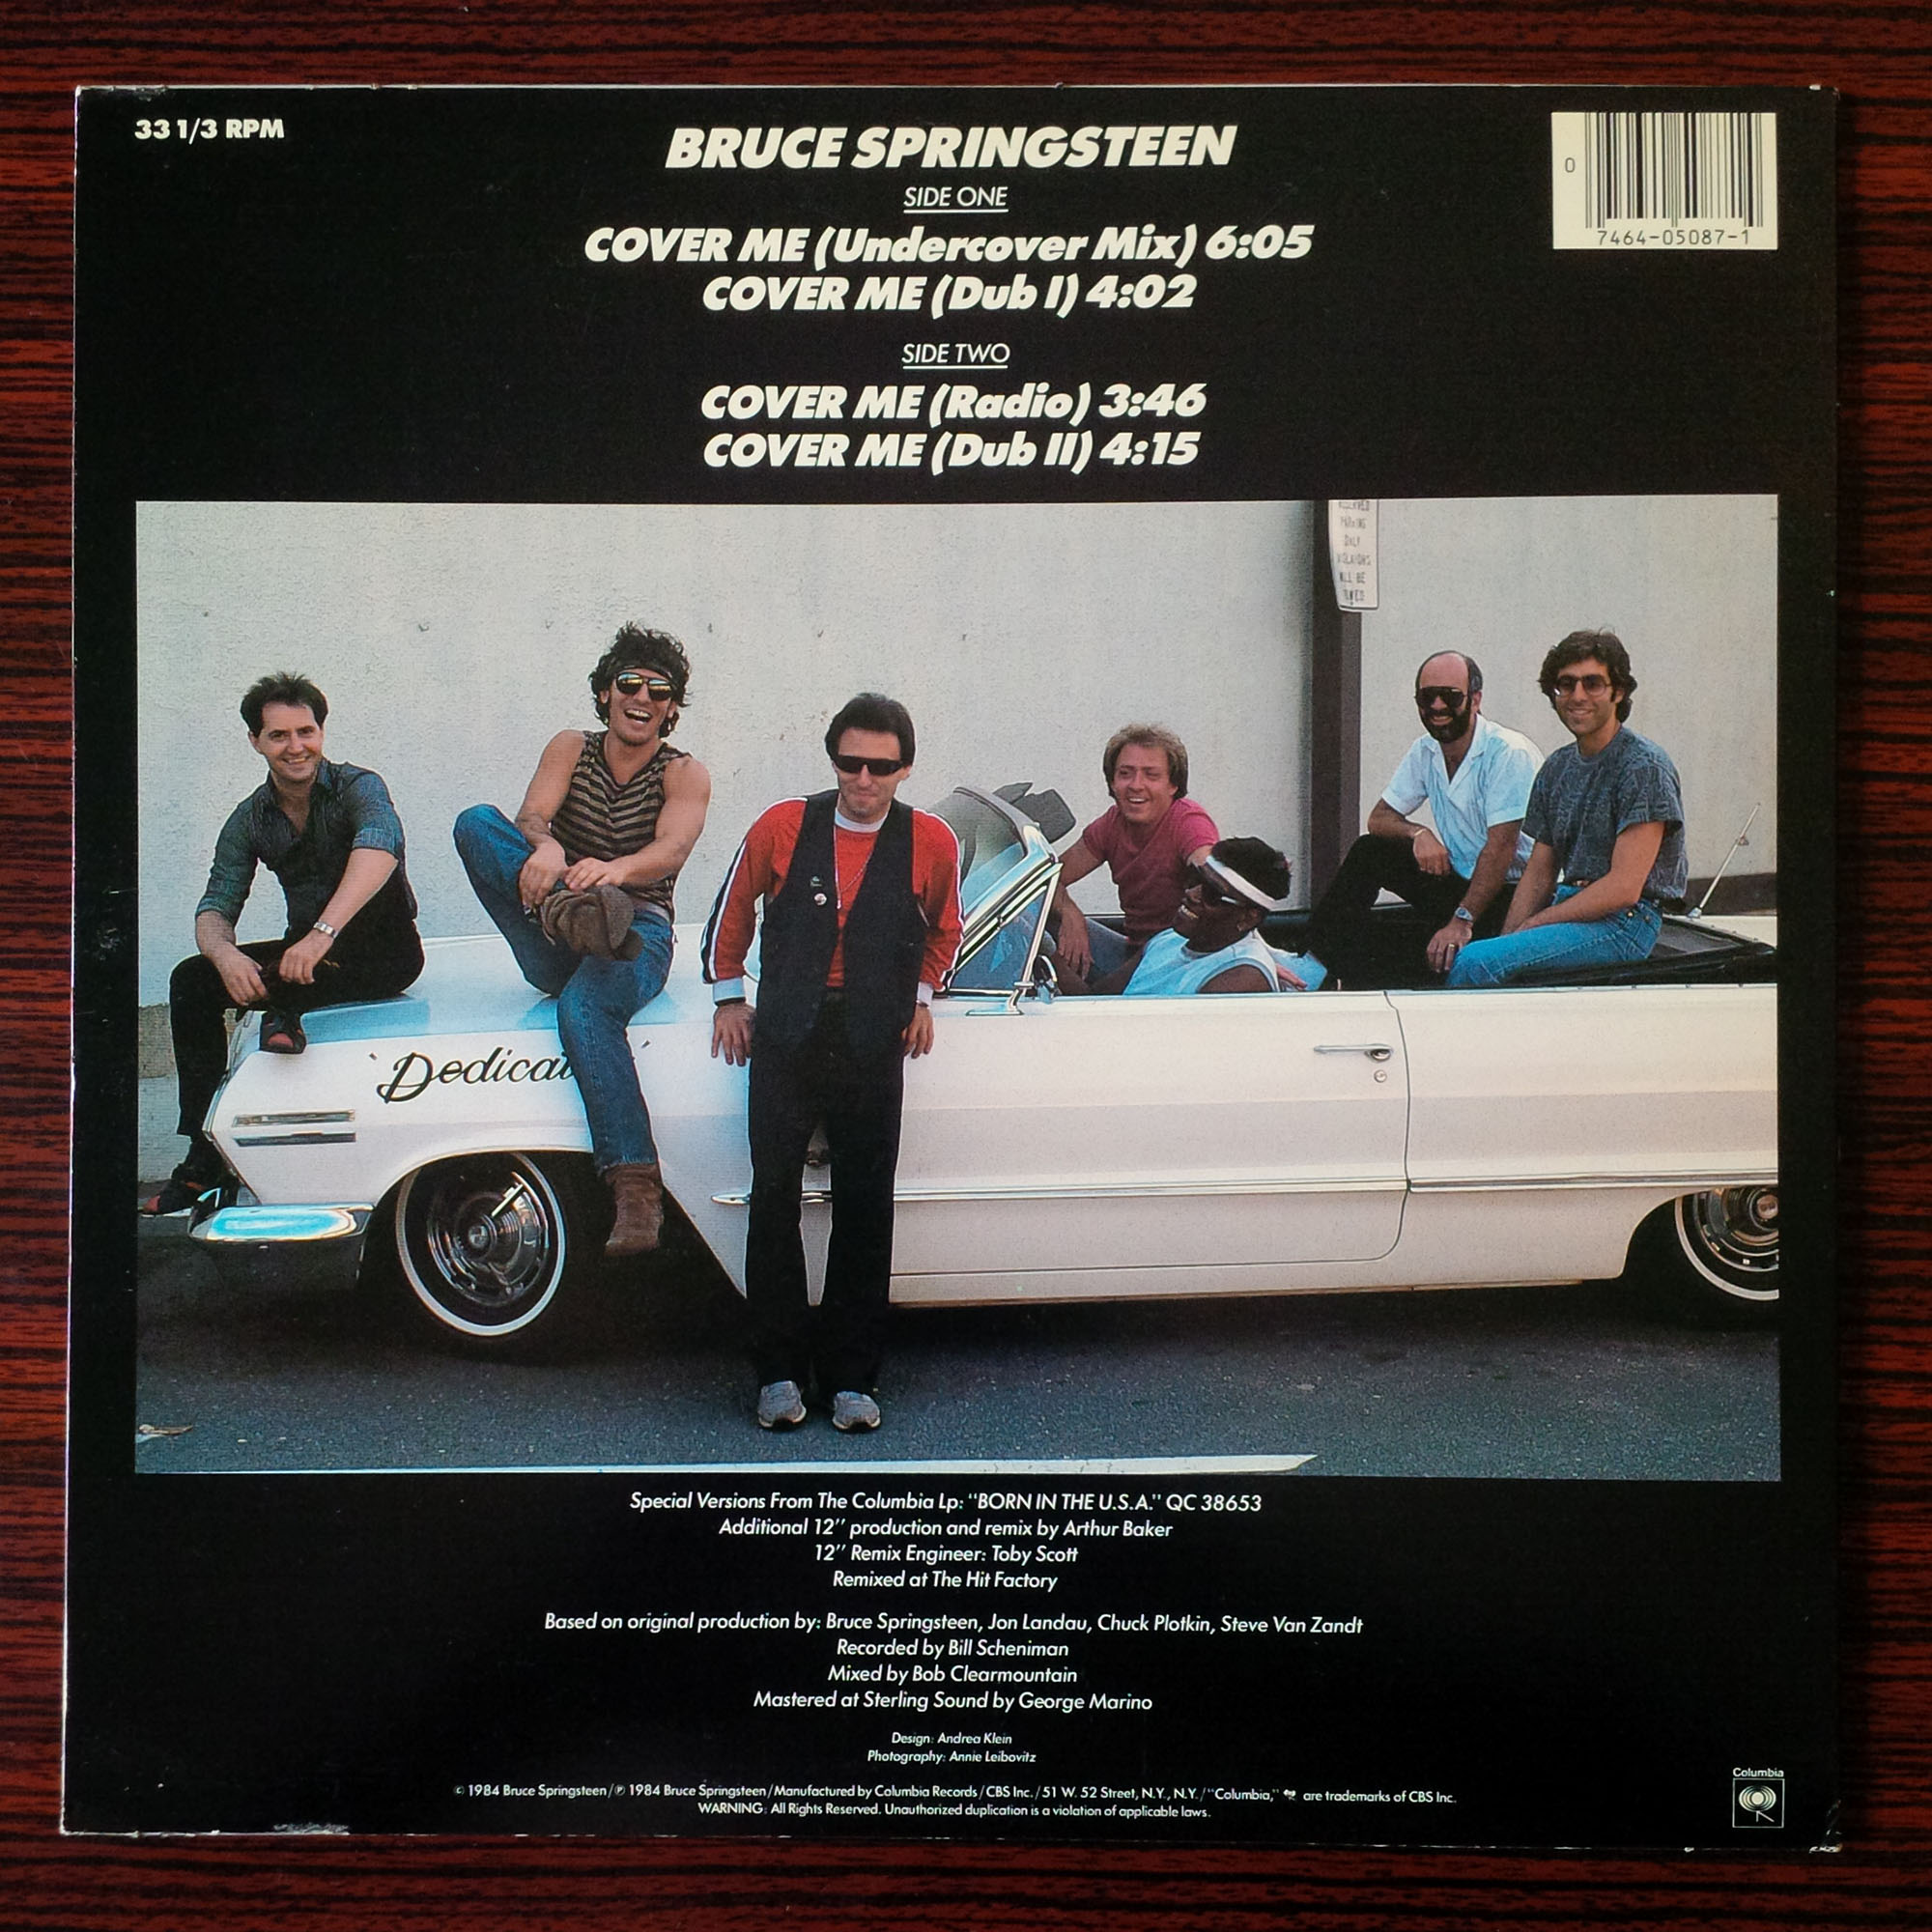 33 1/3 RPM
BRUCE SPRINGSTEEN
SIDE ONE
COVER ME (Undercover Mix) 6:05
COVER ME (Dub I) 4:02
SIDE TWO
COVER ME (Radio) 3:46
COVER ME (Dub II) 4:15
0
7464-05087-1
RESERVED
PARKING
ONLY
VIOLATORS
WILL BE
TOWED
Dedicat
Special Versions From The Columbia Lp: "BORN IN THE U.S.A." QC 38653
Additional 12" production and remix by Arthur Baker
12" Remix Engineer: Toby Scott
Remixed at The Hit Factory
Based on original production by: Bruce Springsteen, Jon Landau, Chuck Plotkin, Steve Van Zandt
Recorded by Bill Scheniman
Mixed by Bob Clearmountain
Mastered at Sterling Sound by George Marino
Design: Andrea Klein
Photography: Annie Leibovitz
© 1984 Bruce Springsteen/℗ 1984 Bruce Springsteen/Manufactured by Columbia Records/CBS Inc./51 W. 52 Street, N.Y., N.Y./"Columbia," are trademarks of CBS Inc.
WARNING: All Rights Reserved. Unauthorized duplication is a violation of applicable laws.
Columbia